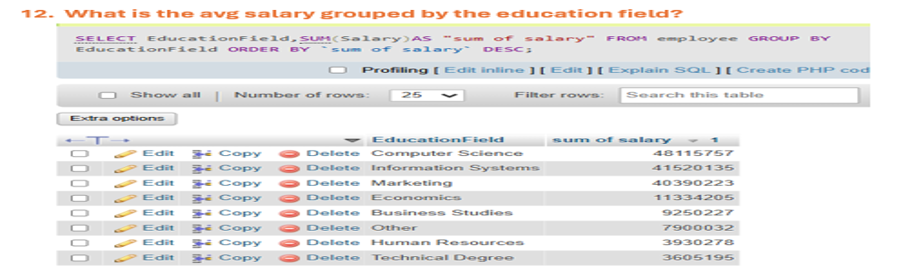 12. What is the avg salary grouped by the education field?
SELECT EducationField,SUM(Salary)AS "sum of salary" FROM employee GROUP BY
EducationField ORDER BY `sum of salary` DESC;
Profiling [ Edit inline ] [ Edit ] [ Explain SQL ] [ Create PHP cod
Show all | Number of rows: 25 Filter rows: Search this table
Extra options
EducationField sum of salary 1
Edit Copy Delete Computer Science 48115757
Edit Copy Delete Information Systems 41520135
Edit Copy Delete Marketing 40390223
Edit Copy Delete Economics 11334205
Edit Copy Delete Business Studies 9250227
Edit Copy Delete Other 7900032
Edit Copy Delete Human Resources 3930278
Edit Copy Delete Technical Degree 3605195